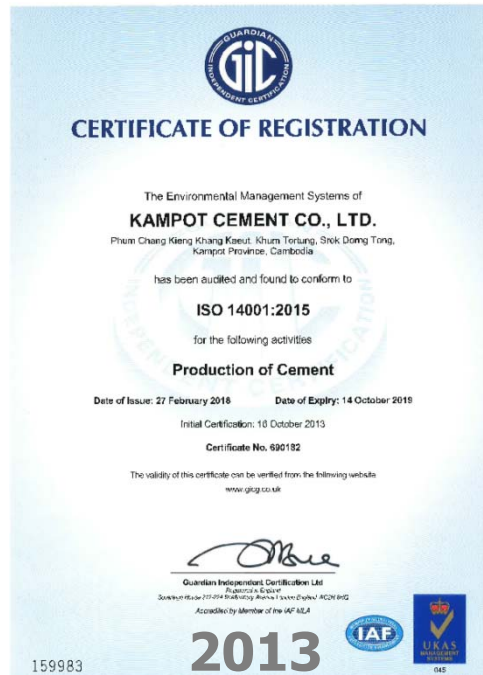 GUARDIAN
GIC
INDEPENDENT CERTIFICATION
CERTIFICATE OF REGISTRATION
The Environmental Management Systems of
KAMPOT CEMENT CO., LTD.
Phum Chang Kieng Khang Kaeut, Khum Tortung, Srok Domg Tong,
Kampot Province, Cambodia
has been audited and found to conform to
ISO 14001:2015
for the following activities
Production of Cement
Date of Issue: 27 February 2018 Date of Expiry: 14 October 2019
Initial Certification: 16 October 2013
Certificate No. 690182
The validity of this certificate can be verified from the following website
www.gicg.co.uk
Guardian Independent Certification Ltd
Registered in England
Accredited by Member of the IAF MLA
IAF
UKAS
MANAGEMENT
SYSTEMS
045
159983
2013